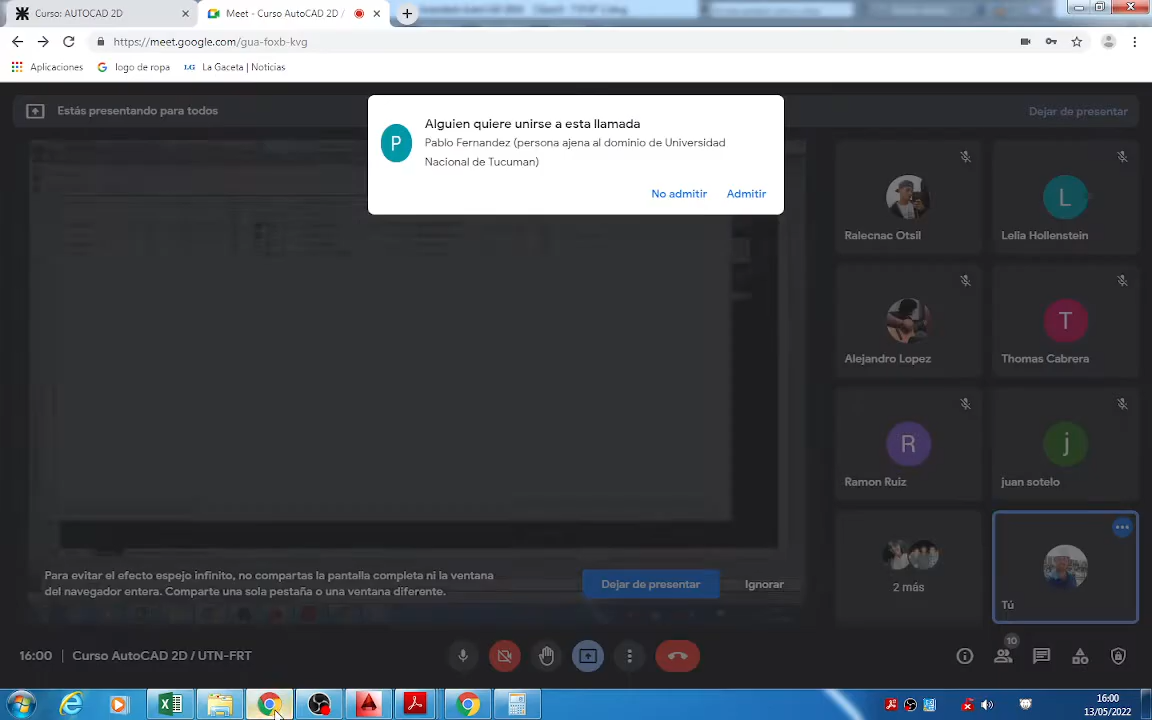 Curso: AUTOCAD 2D
Meet - Curso AutoCAD 2D /
https://meet.google.com/gua-foxb-kvg
Aplicaciones
logo de ropa
LG La Gaceta | Noticias
Estás presentando para todos
Dejar de presentar
Alguien quiere unirse a esta llamada
P
Pablo Fernandez (persona ajena al dominio de Universidad
Nacional de Tucuman)
No admitir
Admitir
Ralecnac Otsil
L
Lelia Hollenstein
Alejandro Lopez
T
Thomas Cabrera
R
Ramon Ruiz
j
juan sotelo
2 más
Tú
Para evitar el efecto espejo infinito, no compartas la pantalla completa ni la ventana
del navegador entera. Comparte una sola pestaña o una ventana diferente.
Dejar de presentar
Ignorar
16:00 | Curso AutoCAD 2D / UTN-FRT
10
16:00
13/05/2022